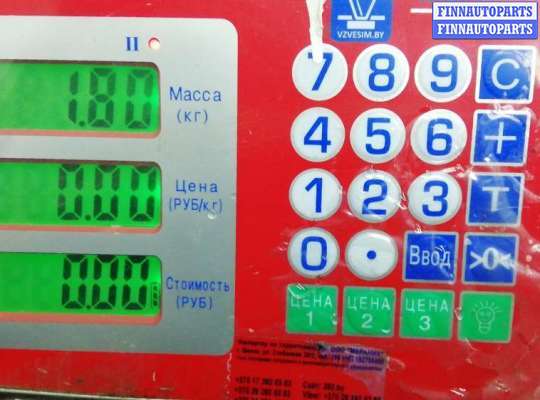 FINNAUTOPARTS
FINNAUTOPARTS
VZVESIM.BY
II
1.80
Масса
(кг)
0.00
Цена
(РУБ/кг)
0.00
Стоимость
(РУБ)
7 8 9 C
4 5 6 +
1 2 3 T
0 . Ввод >0<
ЦЕНА 1 ЦЕНА 2 ЦЕНА 3